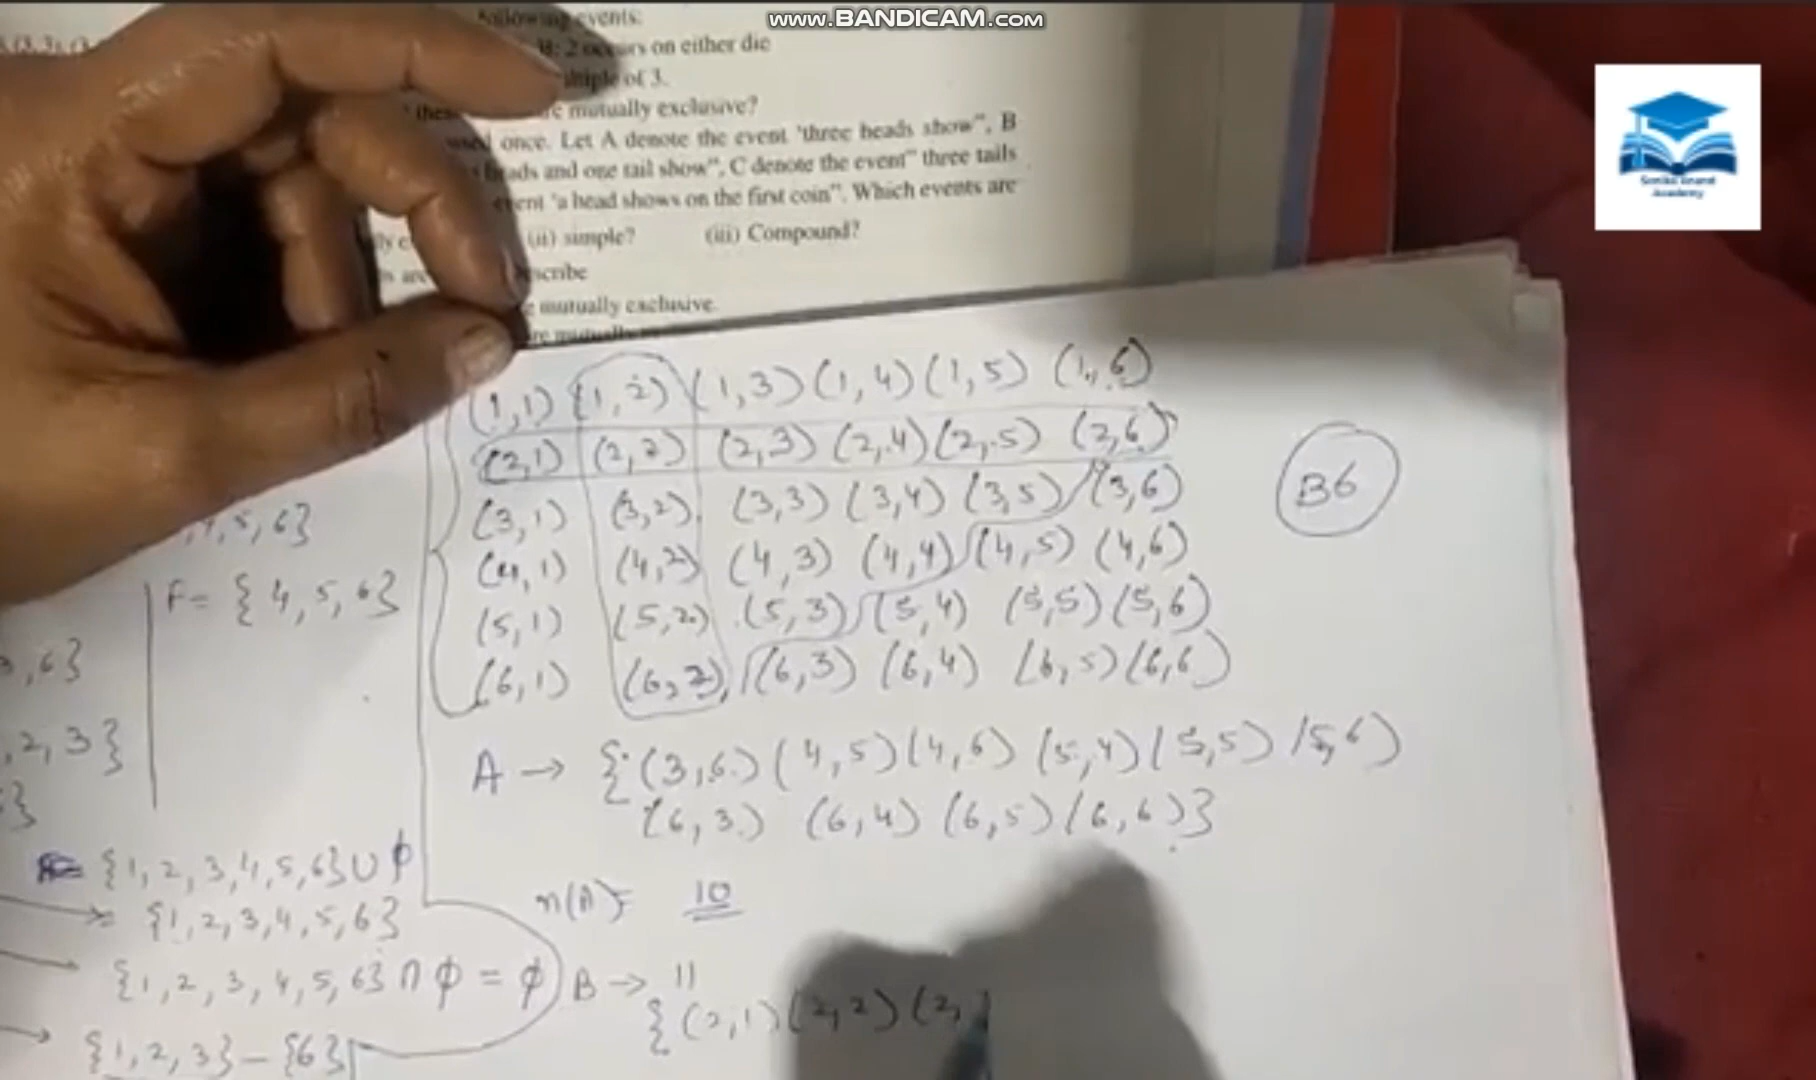 www.BANDICAM.com
following events:
B: 2 occurs on either die
multiple of 3.
mutually exclusive?
once. Let A denote the event 'three heads show", B
heads and one tail show", C denote the event" three tails
event 'a head shows on the first coin". Which events are
(ii) simple? (iii) Compound?
mutually exclusive.
Academy
(1,1) (1,2) (1,3) (1,4) (1,5) (1,6)
(2,1) (2,2) (2,3) (2,4) (2,5) (2,6)
(3,1) (3,2) (3,3) (3,4) (3,5) (3,6)
(4,1) (4,2) (4,3) (4,4) (4,5) (4,6)
(5,1) (5,2) (5,3) (5,4) (5,5) (5,6)
(6,1) (6,2) (6,3) (6,4) (6,5) (6,6)
36
A → {(3,6) (4,5) (4,6) (5,4) (5,5) (5,6)
(6,3) (6,4) (6,5) (6,6)}
n(A) = 10
B → 11
{(2,1) (2,2) (2,
5, 6}
F = {4, 5, 6}
, 6}
, 2, 3}
{1, 2, 3, 4, 5, 6} ∪ ϕ
= {1, 2, 3, 4, 5, 6}
{1, 2, 3, 4, 5, 6} ∩ ϕ = ϕ
{1, 2, 3} – {6}